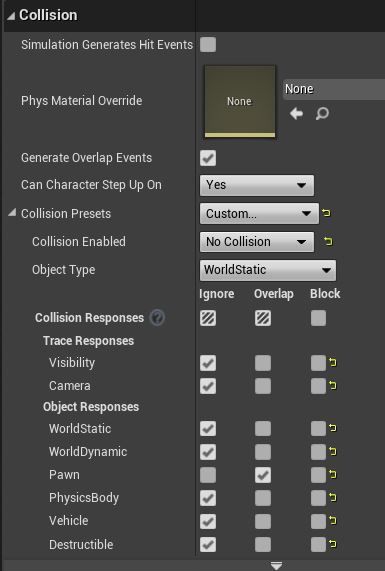 Collision
Simulation Generates Hit Events
Phys Material Override None None
Generate Overlap Events
Can Character Step Up On Yes
Collision Presets Custom...
Collision Enabled No Collision
Object Type WorldStatic
Ignore Overlap Block
Collision Responses ?
Trace Responses
Visibility
Camera
Object Responses
WorldStatic
WorldDynamic
Pawn
PhysicsBody
Vehicle
Destructible